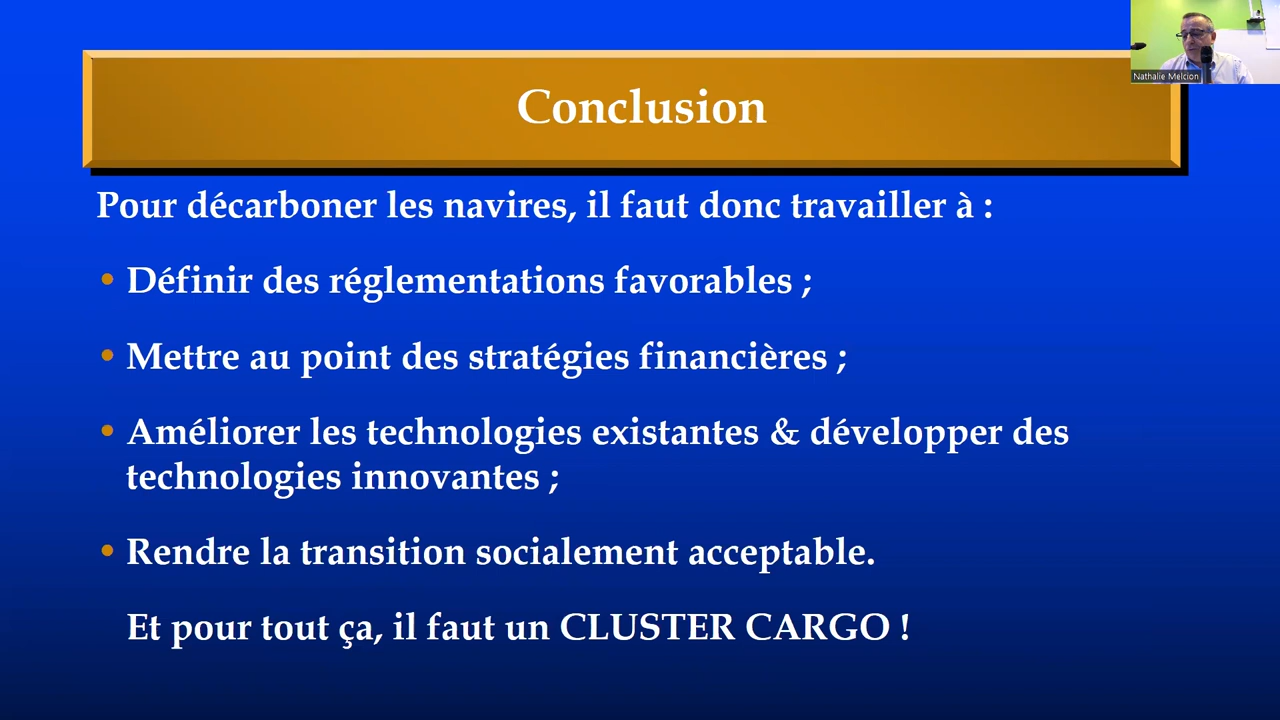 Nathalie Melcion
Conclusion
Pour décarboner les navires, il faut donc travailler à :
• Définir des réglementations favorables ;
• Mettre au point des stratégies financières ;
• Améliorer les technologies existantes & développer des
technologies innovantes ;
• Rendre la transition socialement acceptable.
Et pour tout ça, il faut un CLUSTER CARGO !